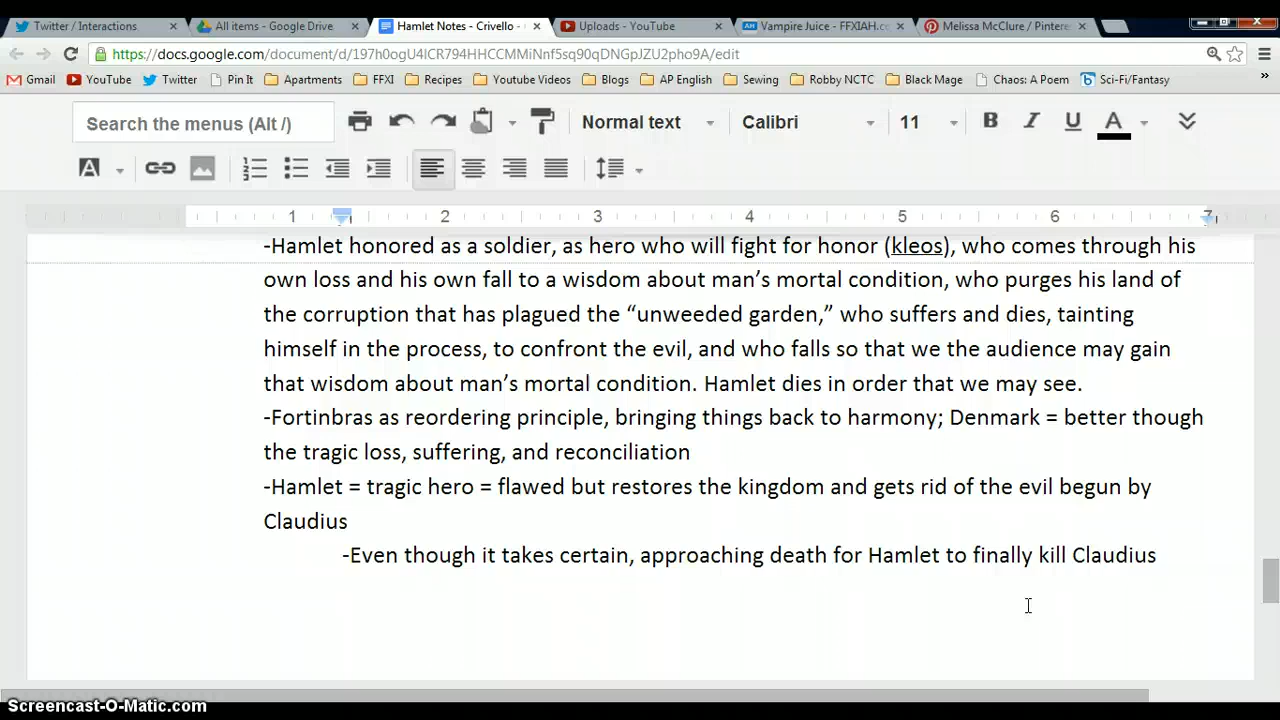 Twitter / Interactions
All items - Google Drive
Hamlet Notes - Crivello -
Uploads - YouTube
Vampire Juice - FFXIAH.c
Melissa McClure / Pintere
https://docs.google.com/document/d/197h0ogU4lCR794HHCCMMiNnf5sq90qDNGpJZU2pho9A/edit
Gmail YouTube Twitter Pin It Apartments FFXI Recipes Youtube Videos Blogs AP English Sewing Robby NCTC Black Mage Chaos: A Poem Sci-Fi/Fantasy »
Search the menus (Alt /) Normal text Calibri 11 B I U A
A
1 2 3 4 5 6 7
-Hamlet honored as a soldier, as hero who will fight for honor (kleos), who comes through his
own loss and his own fall to a wisdom about man’s mortal condition, who purges his land of
the corruption that has plagued the “unweeded garden,” who suffers and dies, tainting
himself in the process, to confront the evil, and who falls so that we the audience may gain
that wisdom about man’s mortal condition. Hamlet dies in order that we may see.
-Fortinbras as reordering principle, bringing things back to harmony; Denmark = better though
the tragic loss, suffering, and reconciliation
-Hamlet = tragic hero = flawed but restores the kingdom and gets rid of the evil begun by
Claudius
-Even though it takes certain, approaching death for Hamlet to finally kill Claudius
Screencast-O-Matic.com